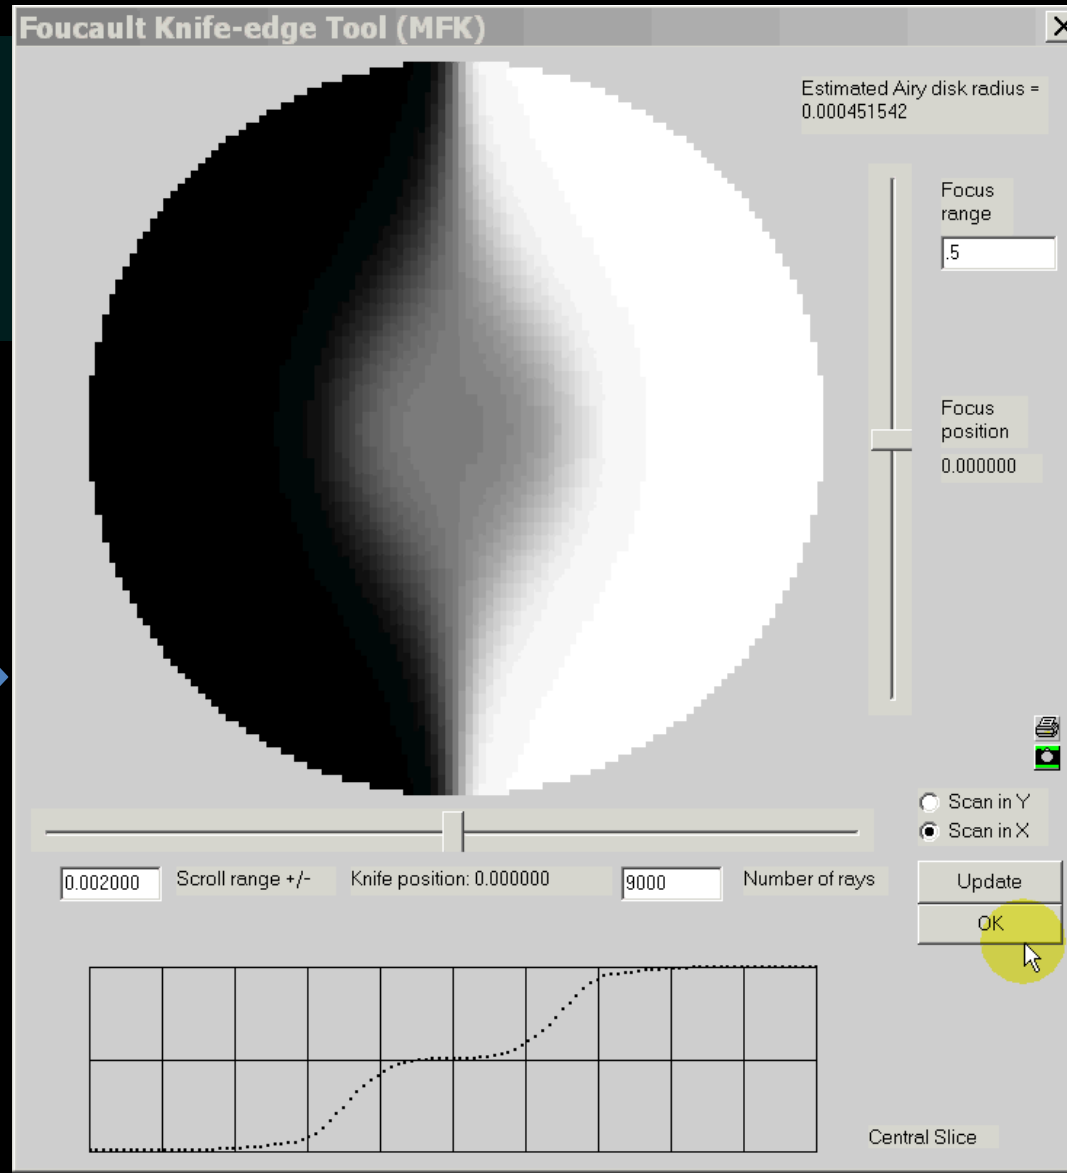 Foucault Knife-edge Tool (MFK)
Estimated Airy disk radius =
0.000451542
Focus
range
.5
Focus
position
0.000000
Scan in Y
Scan in X
0.002000
Scroll range +/-
Knife position: 0.000000
9000
Number of rays
Update
OK
Central Slice